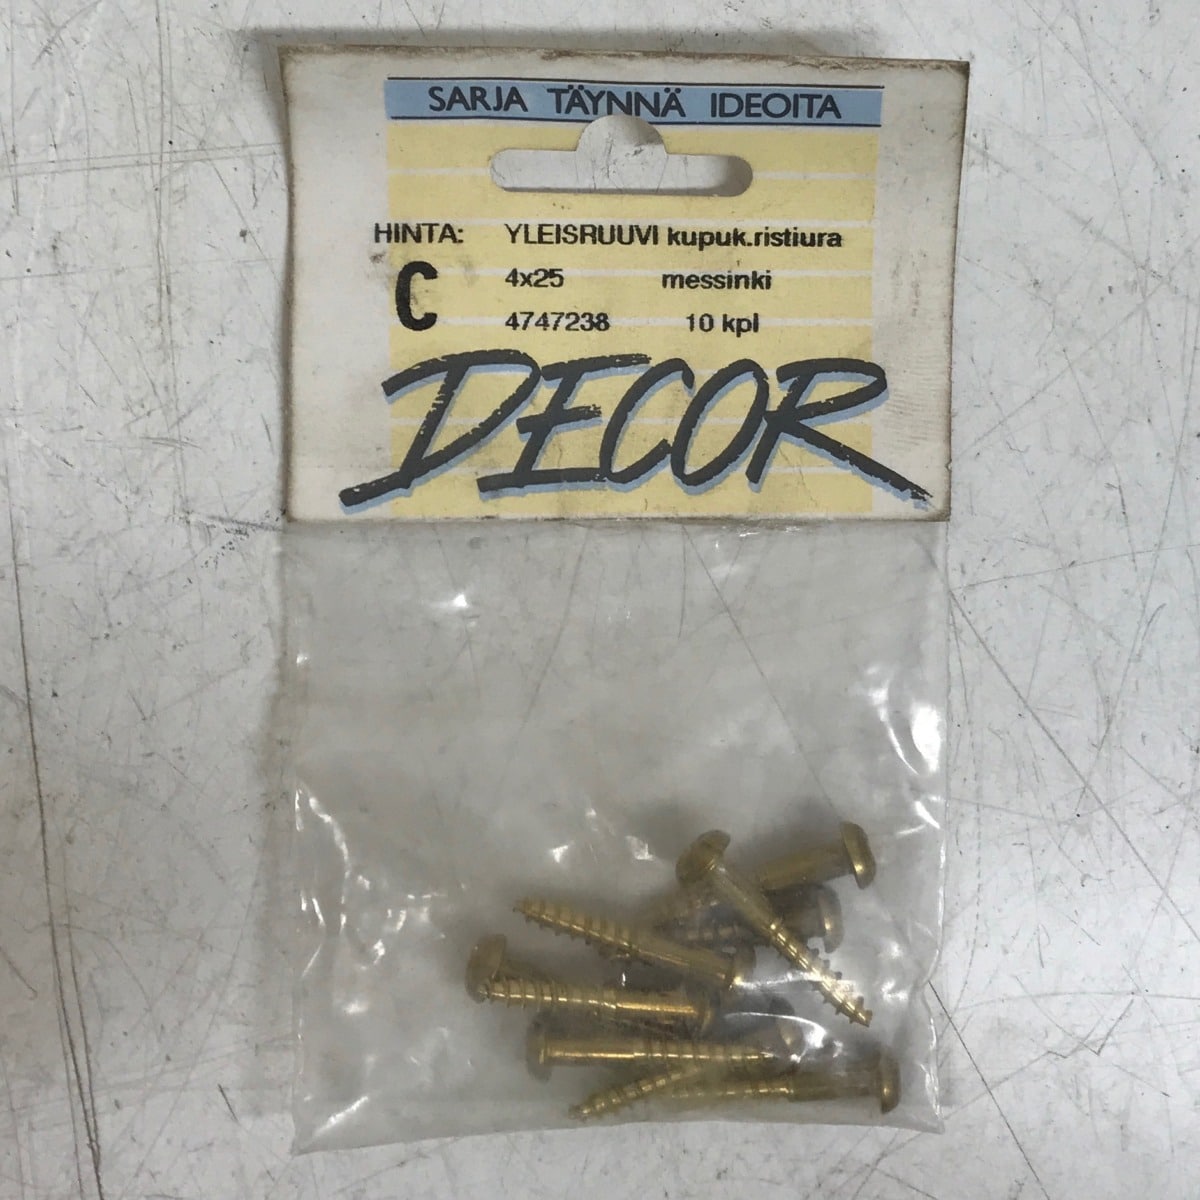 SARJA TÄYNNÄ IDEOITA
HINTA: YLEISRUUVI kupuk.ristiura
C 4x25 messinki
4747238 10 kpl
DECOR